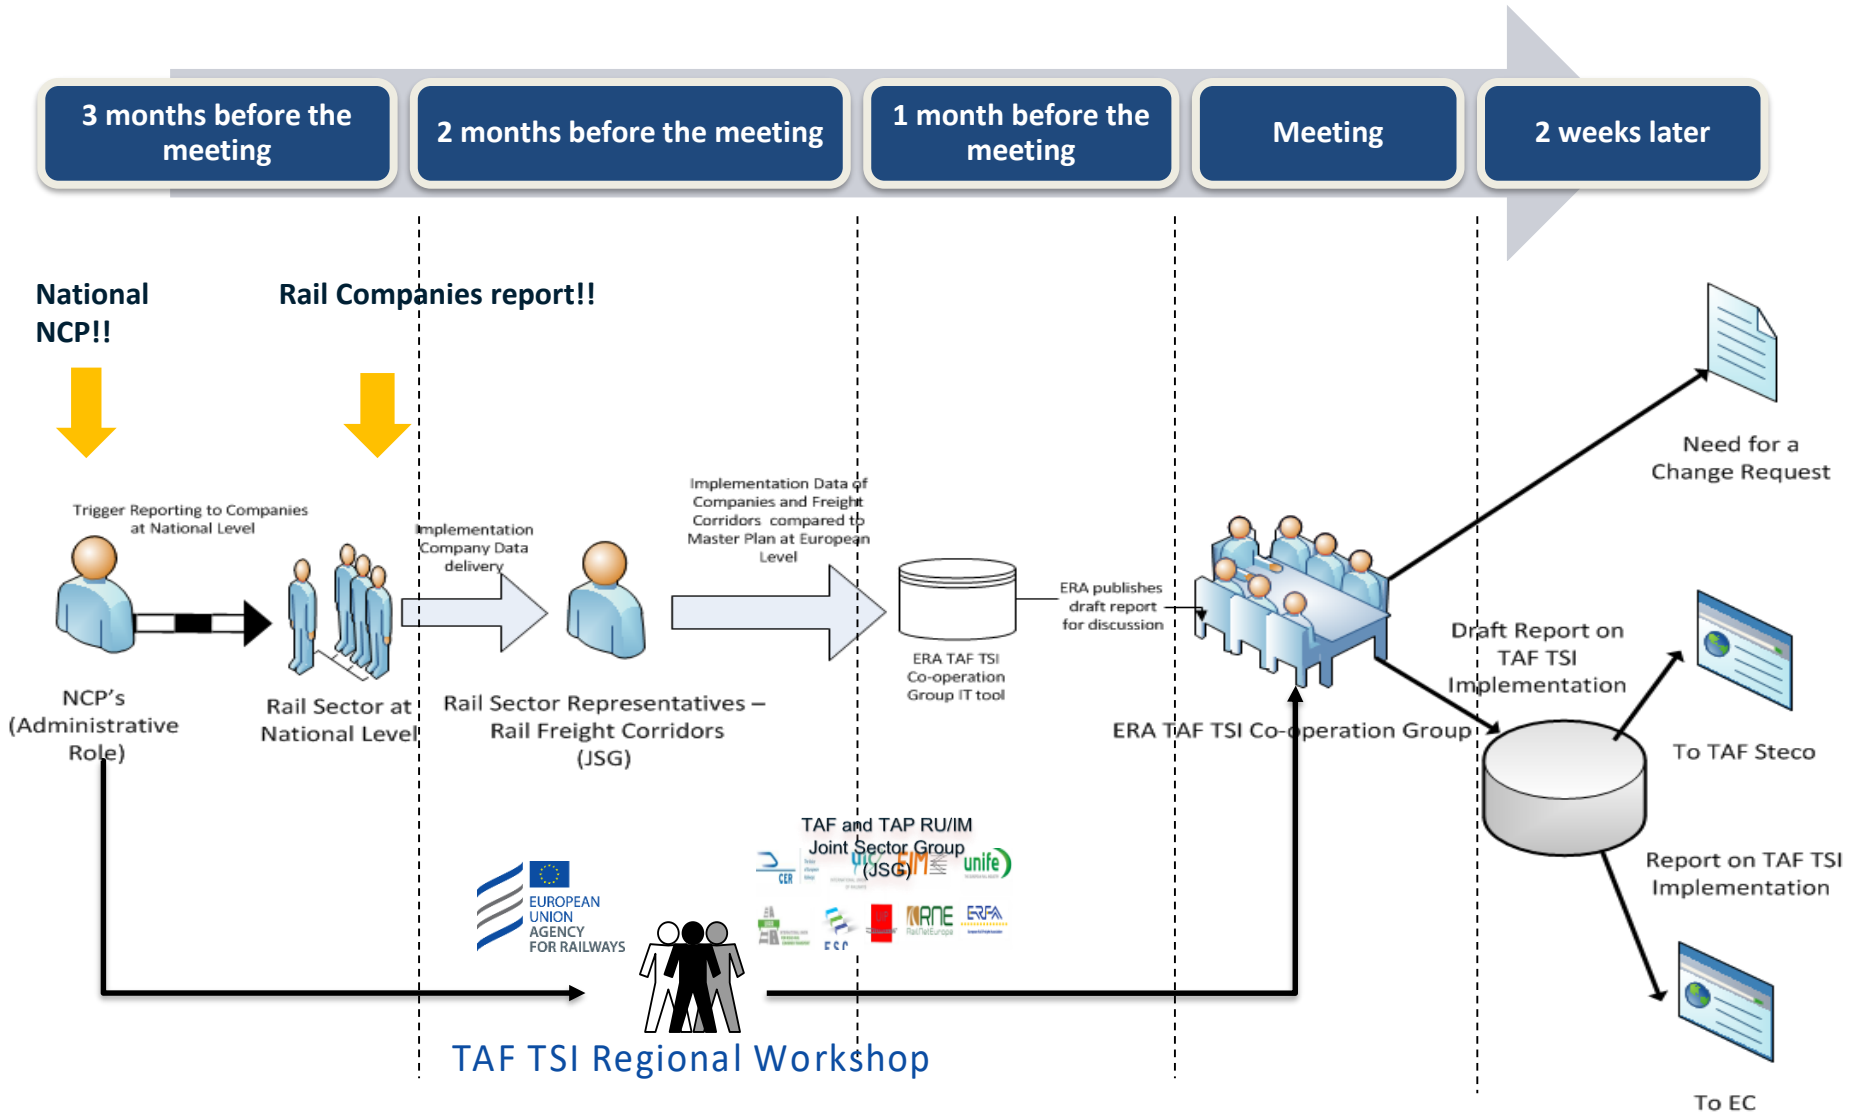 3 months before the
meeting
2 months before the meeting
1 month before the
meeting
Meeting
2 weeks later
National
NCP!!
Rail Companies report!!
Trigger Reporting to Companies
at National Level
Implementation
Company Data
delivery
Implementation Data of
Companies and Freight
Corridors compared to
Master Plan at European
Level
ERA publishes
draft report
for discussion
Need for a
Change Request
NCP's
(Administrative
Role)
Rail Sector at
National Level
Rail Sector Representatives –
Rail Freight Corridors
(JSG)
ERA TAF TSI
Co-operation
Group IT tool
ERA TAF TSI Co-operation Group
Draft Report on
TAF TSI
Implementation
To TAF Steco
Report on TAF TSI
Implementation
To EC
EUROPEAN
UNION
AGENCY
FOR RAILWAYS
TAF and TAP RU/IM
Joint Sector Group
(JSG)
CER
EIM
unife
ESC
RNE
RailNetEurope
ERFA
TAF TSI Regional Workshop